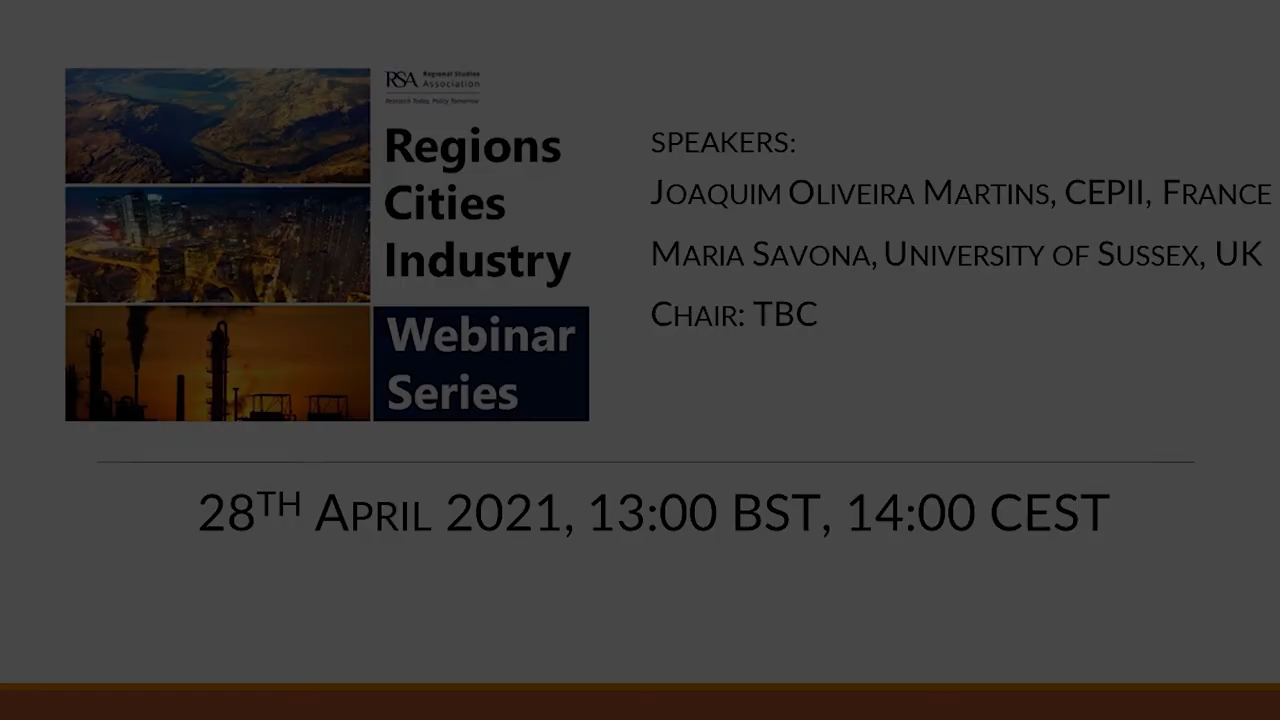 RSA Regional Studies
Association
Research Today, Policy Tomorrow
Regions
Cities
Industry
Webinar
Series
SPEAKERS:
JOAQUIM OLIVEIRA MARTINS, CEPII, FRANCE
MARIA SAVONA, UNIVERSITY OF SUSSEX, UK
CHAIR: TBC
28TH APRIL 2021, 13:00 BST, 14:00 CEST